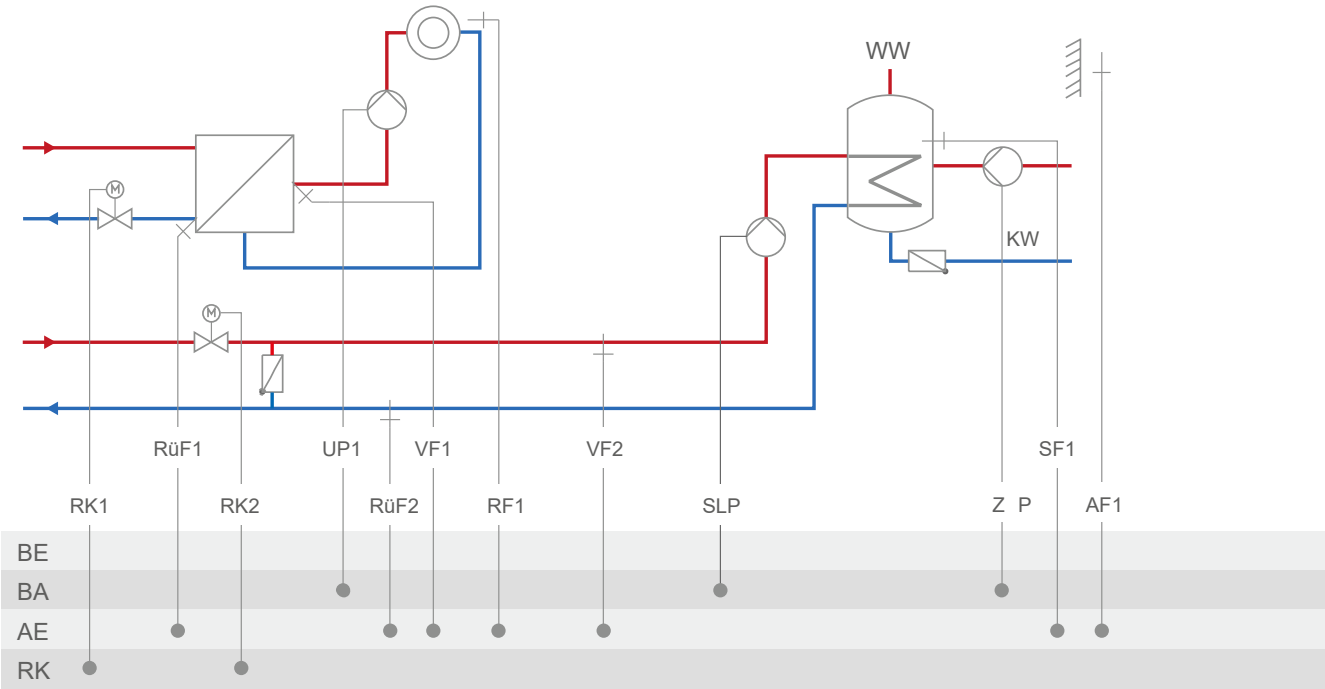 WW
M
KW
M
RüF1 UP1 VF1 VF2 SF1
RK1 RK2 RüF2 RF1 SLP Z P AF1
BE
BA
AE
RK